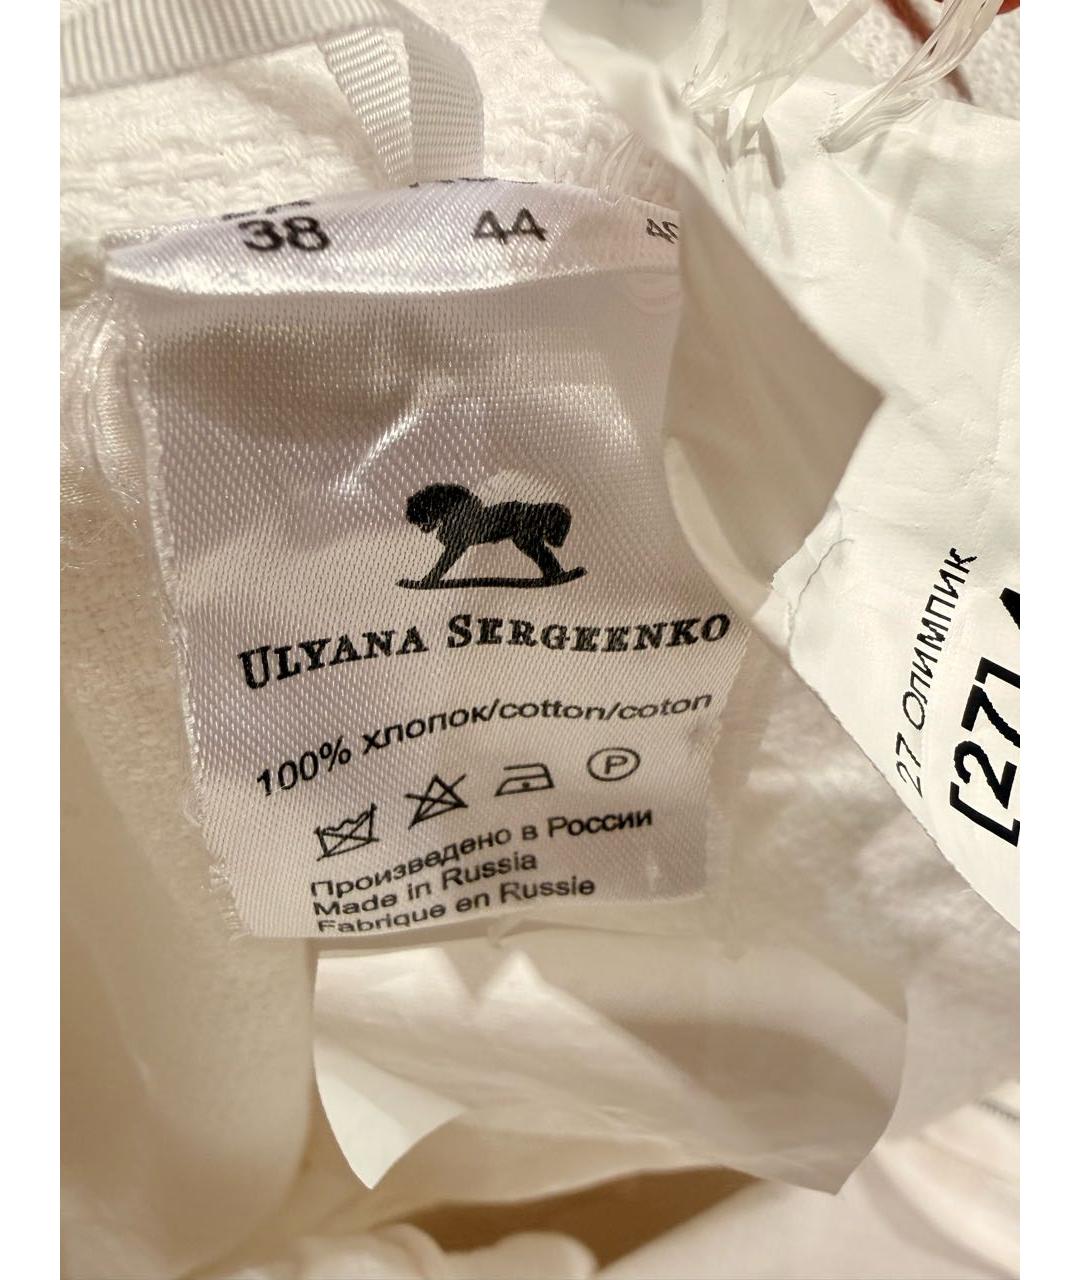 38 44
ULYANA SERGEENKO
100% хлопок/cotton/coton
P
Произведено в России
Made in Russia
Fabrique en Russie
27 ОЛИМПИК
[27]